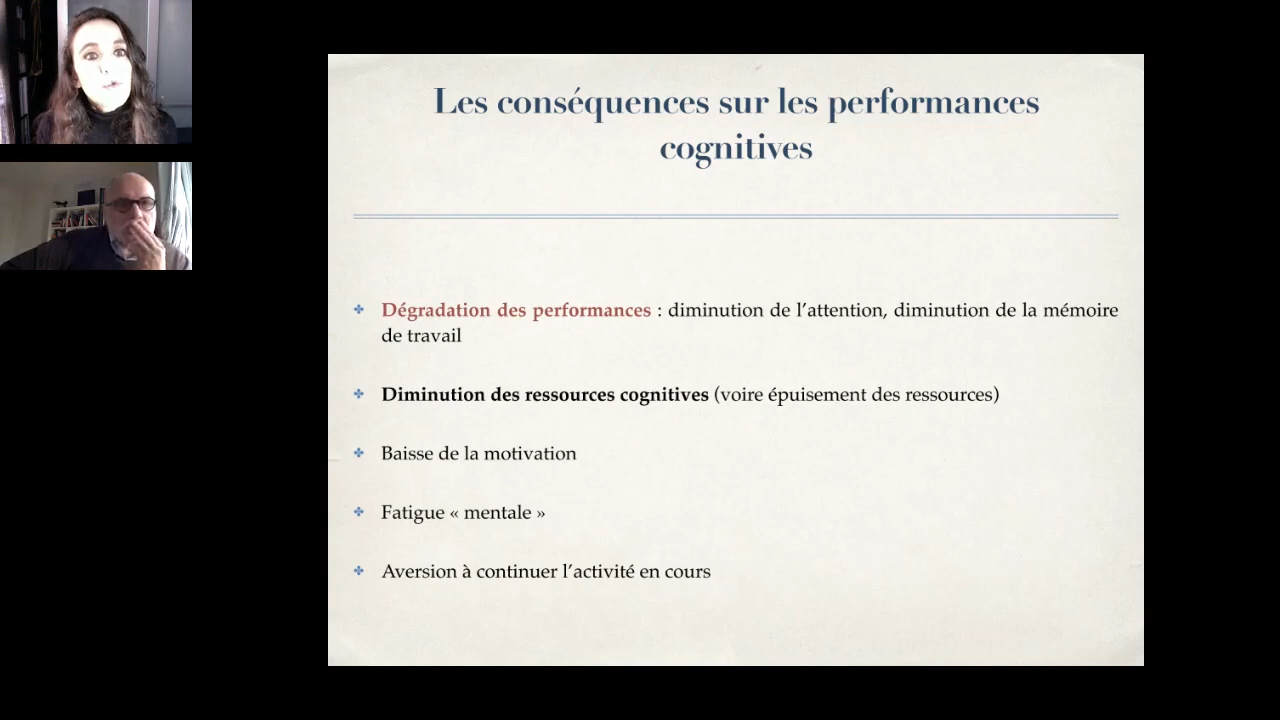 Les conséquences sur les performances
cognitives
Dégradation des performances : diminution de l’attention, diminution de la mémoire
de travail
Diminution des ressources cognitives (voire épuisement des ressources)
Baisse de la motivation
Fatigue « mentale »
Aversion à continuer l’activité en cours